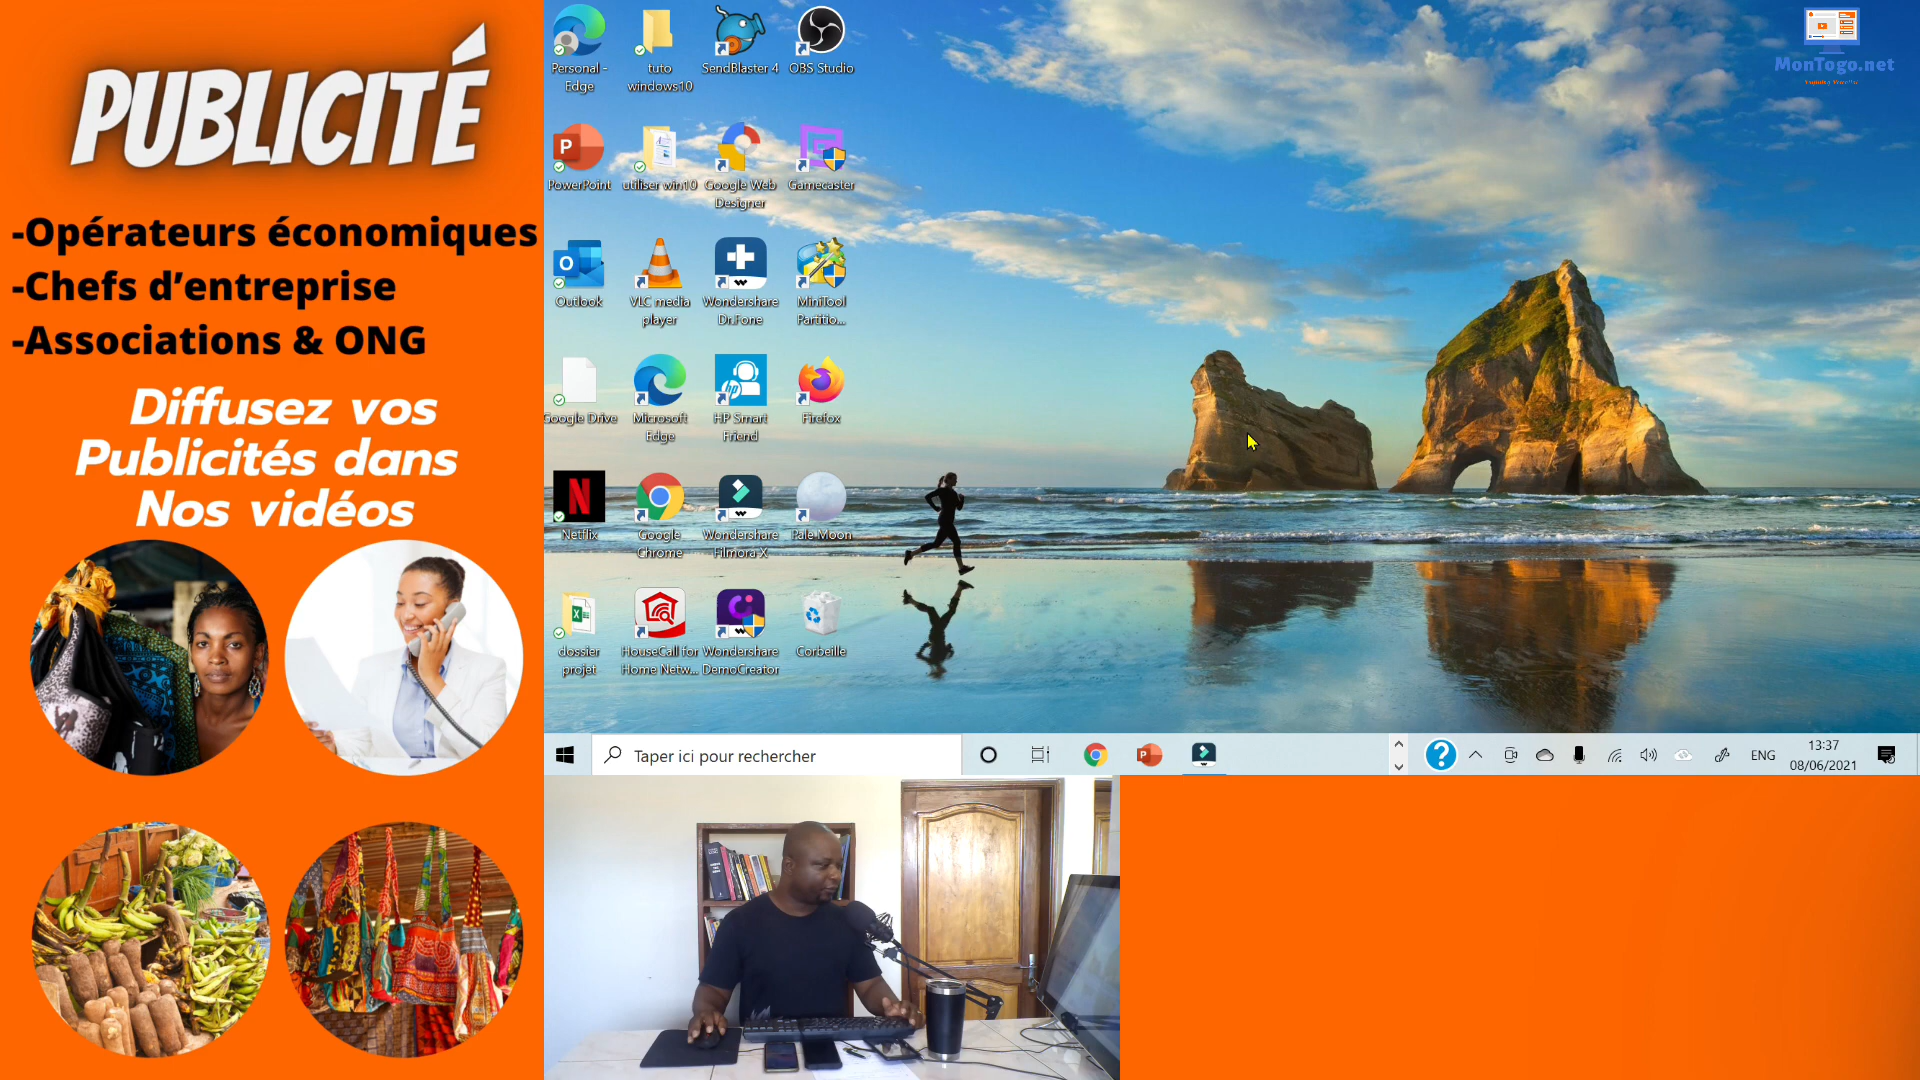 PUBLICITÉ
-Opérateurs économiques
-Chefs d’entreprise
-Associations & ONG
Diffusez vos
Publicités dans
Nos vidéos
Personal -
Edge
tuto
windows10
SendBlaster 4
OBS Studio
PowerPoint
utiliser win10
Google Web
Designer
Gamecaster
Outlook
VLC media
player
Wondershare
Dr.Fone
MiniTool
Partitio...
Google Drive
Microsoft
Edge
HP Smart
Friend
Firefox
Netflix
Google
Chrome
Wondershare
Filmora X
Pale Moon
dossier
projet
HouseCall for
Home Netw...
Wondershare
DemoCreator
Corbeille
MonTogo.net
Taper ici pour rechercher
ENG
13:37
08/06/2021